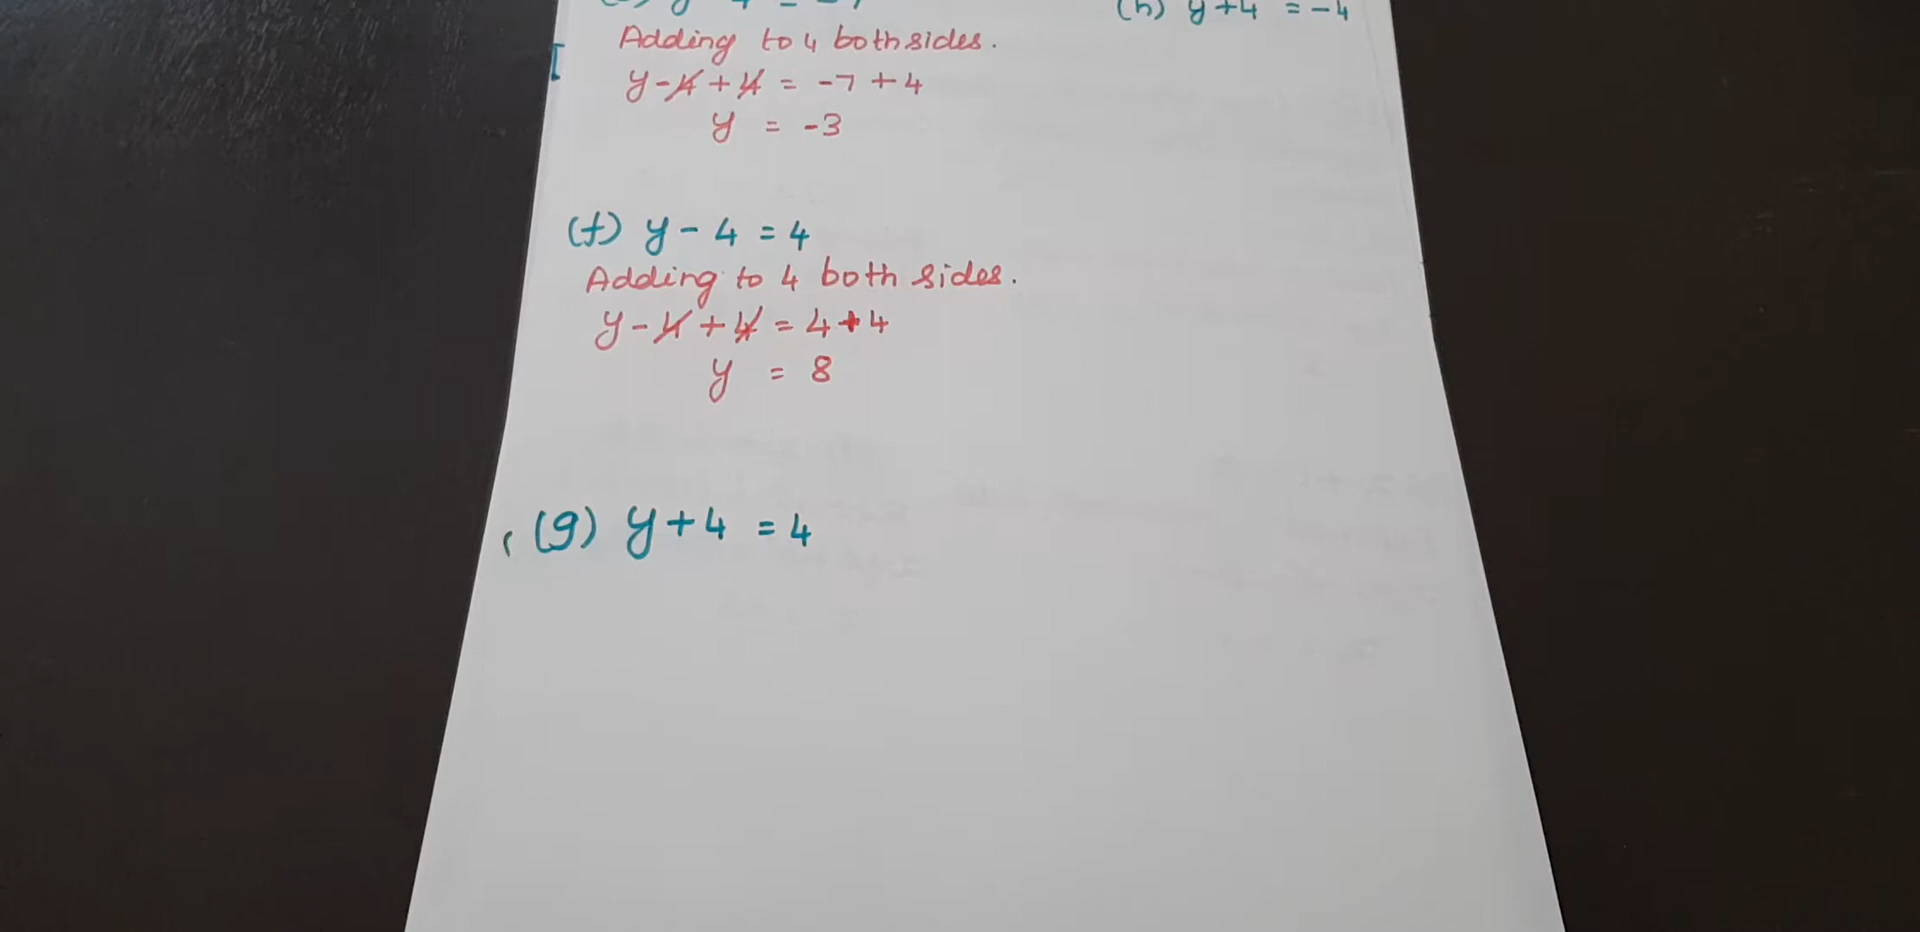 (h) y+4 = -4
Adding to 4 both sides.
y-4+4 = -7+4
y = -3
(f) y-4 = 4
Adding to 4 both sides.
y-4+4 = 4+4
y = 8
(g) y+4 = 4